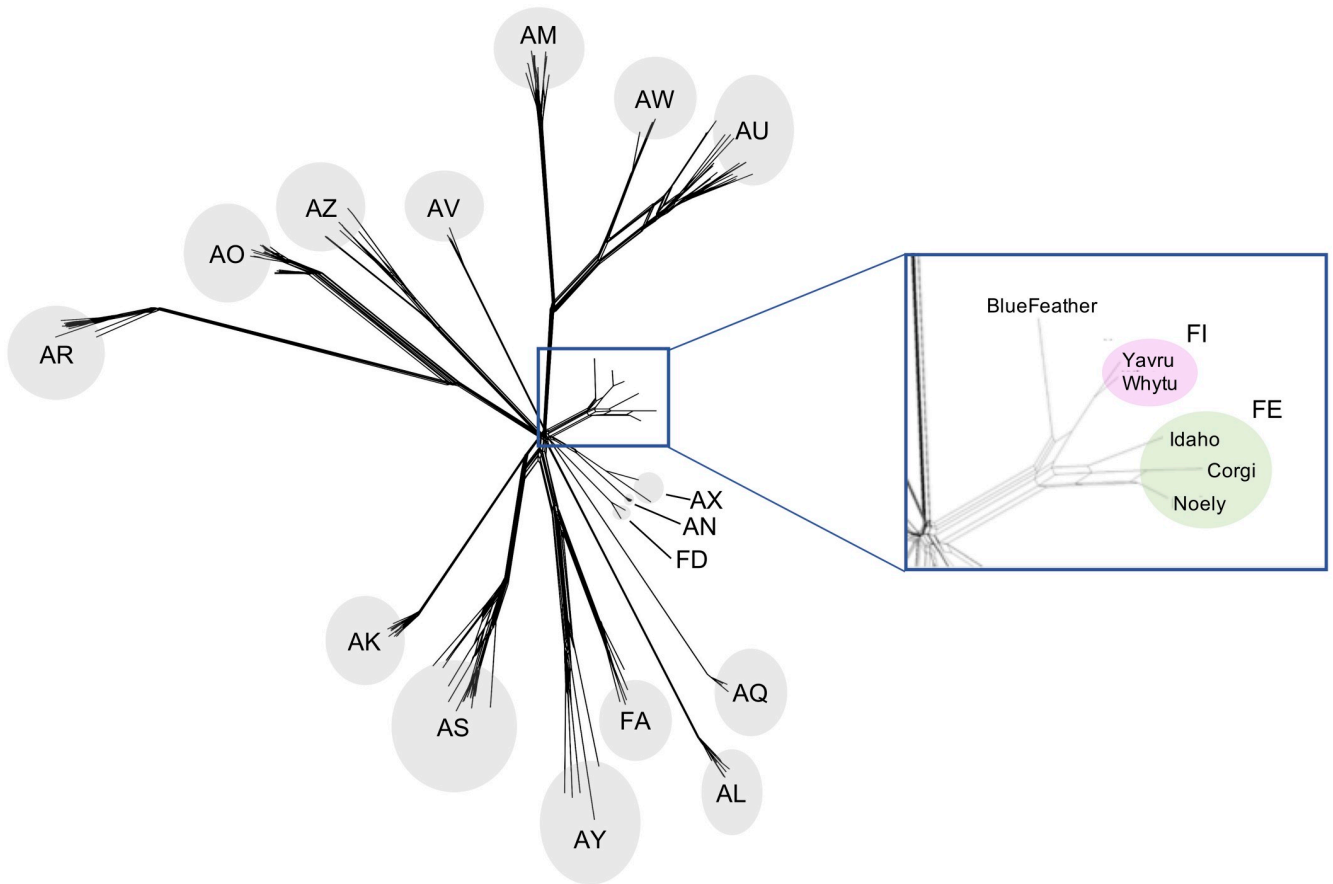 AM
AW
AU
AZ
AV
AO
AR
BlueFeather
FI
Yavru
Whytu
FE
Idaho
Corgi
Noely
AX
AN
FD
AK
AS
FA
AQ
AL
AY